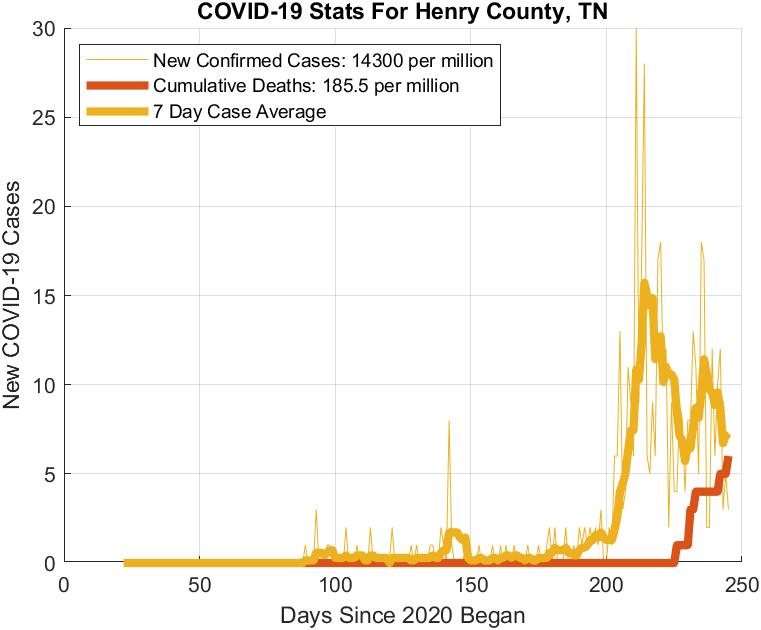 COVID-19 Stats For Henry County, TN
New Confirmed Cases: 14300 per million
Cumulative Deaths: 185.5 per million
7 Day Case Average
New COVID-19 Cases
30
25
20
15
10
5
0
0 50 100 150 200 250
Days Since 2020 Began